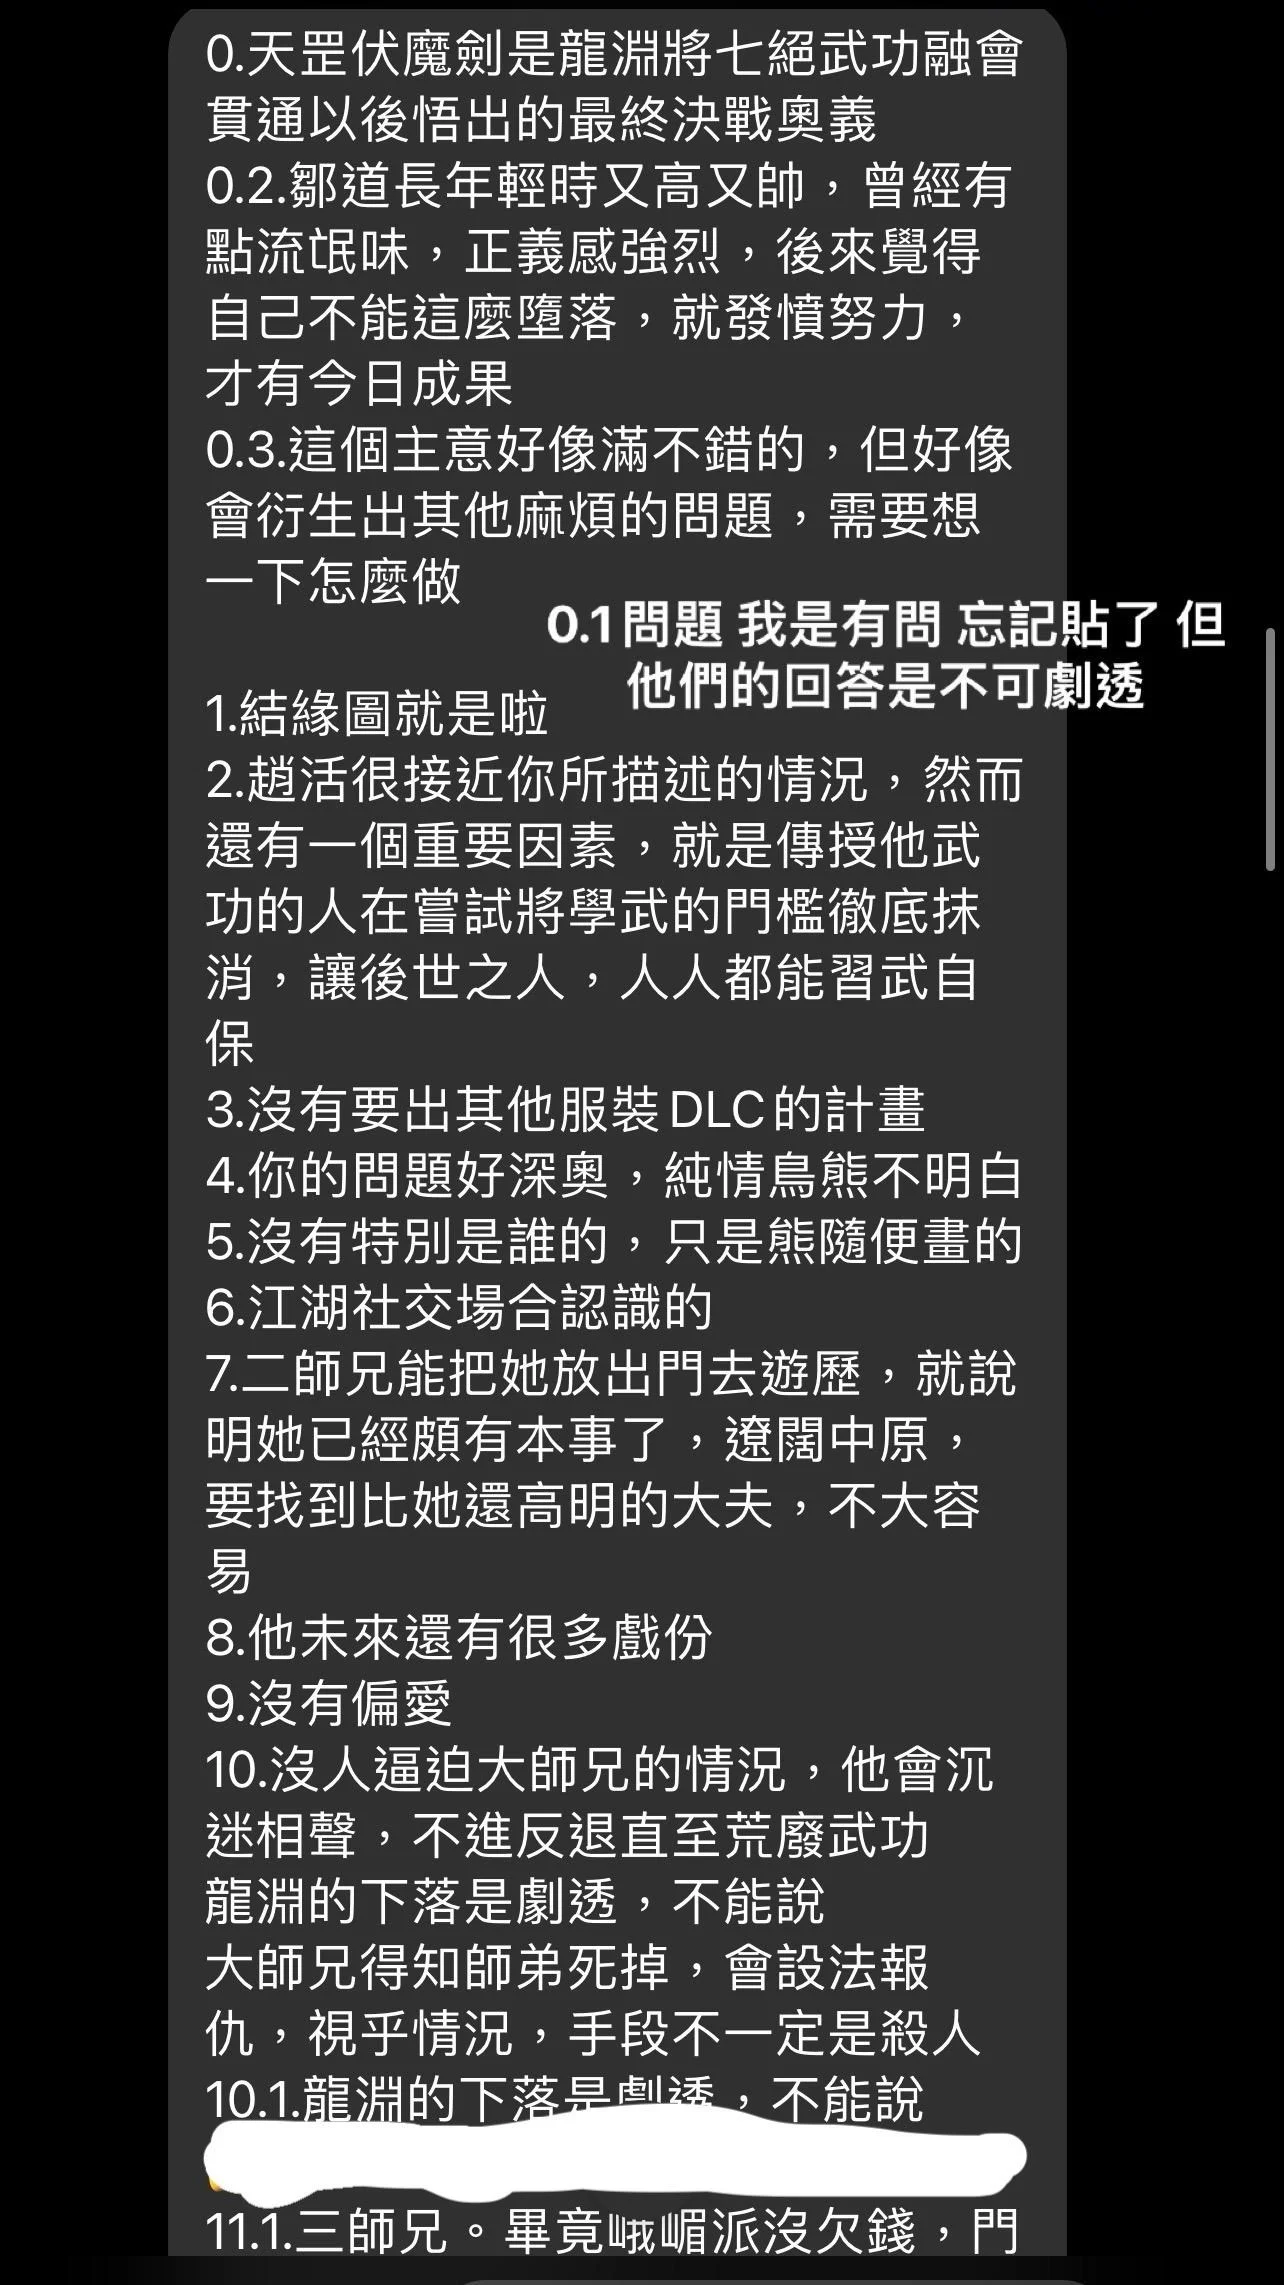 0.天罡伏魔劍是龍淵將七絕武功融會
貫通以後悟出的最終決戰奧義
0.2.鄒道長年輕時又高又帥，曾經有
點流氓味，正義感強烈，後來覺得
自己不能這麼墮落，就發憤努力，
才有今日成果
0.3.這個主意好像滿不錯的，但好像
會衍生出其他麻煩的問題，需要想
一下怎麼做
0.1問題 我是有問 忘記貼了 但
他們的回答是不可劇透
1.結緣圖就是啦
2.趙活很接近你所描述的情況，然而
還有一個重要因素，就是傳授他武
功的人在嘗試將學武的門檻徹底抹
消，讓後世之人，人人都能習武自
保
3.沒有要出其他服裝DLC的計畫
4.你的問題好深奧，純情鳥熊不明白
5.沒有特別是誰的，只是熊隨便畫的
6.江湖社交場合認識的
7.二師兄能把她放出門去遊歷，就說
明她已經頗有本事了，遼闊中原，
要找到比她還高明的大夫，不大容
易
8.他未來還有很多戲份
9.沒有偏愛
10.沒人逼迫大師兄的情況，他會沉
迷相聲，不進反退直至荒廢武功
龍淵的下落是劇透，不能說
大師兄得知師弟死掉，會設法報
仇，視乎情況，手段不一定是殺人
10.1.龍淵的下落是劇透，不能說
11.1.三師兄。畢竟峨嵋派沒欠錢，門